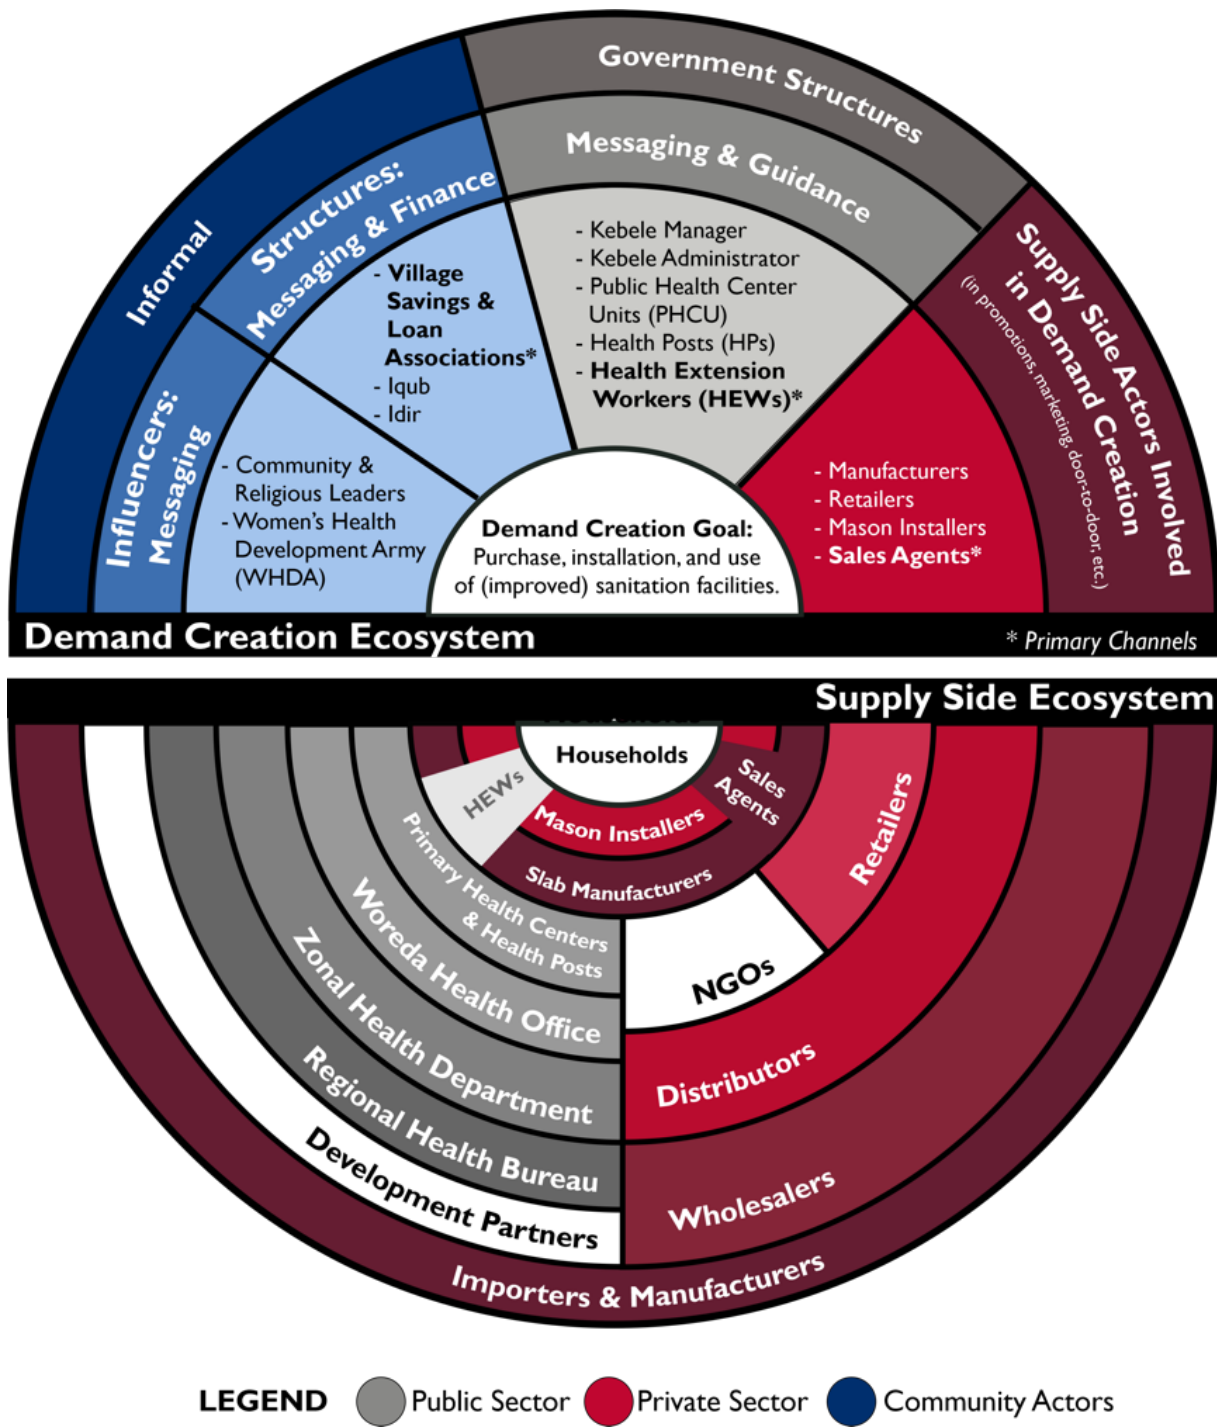 Government Structures
Messaging & Guidance
- Kebele Manager
- Kebele Administrator
- Public Health Center
Units (PHCU)
- Health Posts (HPs)
- Health Extension
Workers (HEWs)*
Informal
Structures:
Messaging & Finance
- Village
Savings &
Loan
Associations*
- Iqub
- Idir
Influencers:
Messaging
- Community &
Religious Leaders
- Women's Health
Development Army
(WHDA)
Supply Side Actors Involved
in Demand Creation
(in promotions, marketing, door-to-door, etc.)
- Manufacturers
- Retailers
- Mason Installers
- Sales Agents*
Demand Creation Goal:
Purchase, installation, and use
of (improved) sanitation facilities.
Demand Creation Ecosystem
* Primary Channels
Supply Side Ecosystem
Households
Households
HEWs
Mason Installers
Sales
Agents
Slab Manufacturers
Retailers
Primary Health Centers
& Health Posts
NGOs
Woreda Health Office
Zonal Health Department
Distributors
Regional Health Bureau
Wholesalers
Development Partners
Importers & Manufacturers
LEGEND
Public Sector
Private Sector
Community Actors